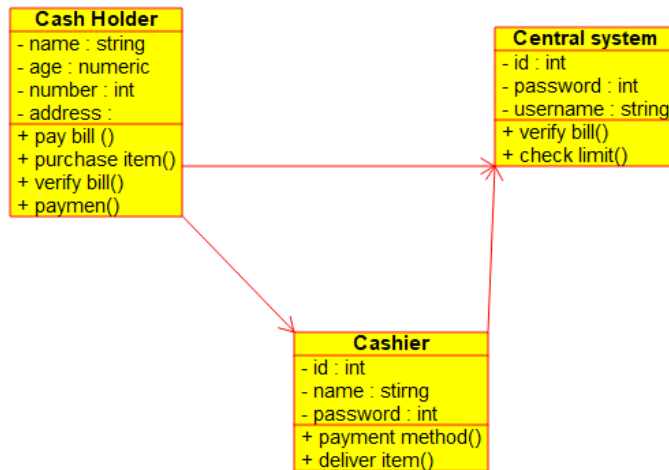 Cash Holder
- name : string
- age : numeric
- number : int
- address :
+ pay bill ()
+ purchase item()
+ verify bill()
+ paymen()
Central system
- id : int
- password : int
- username : string
+ verify bill()
+ check limit()
Cashier
- id : int
- name : stirng
- password : int
+ payment method()
+ deliver item()